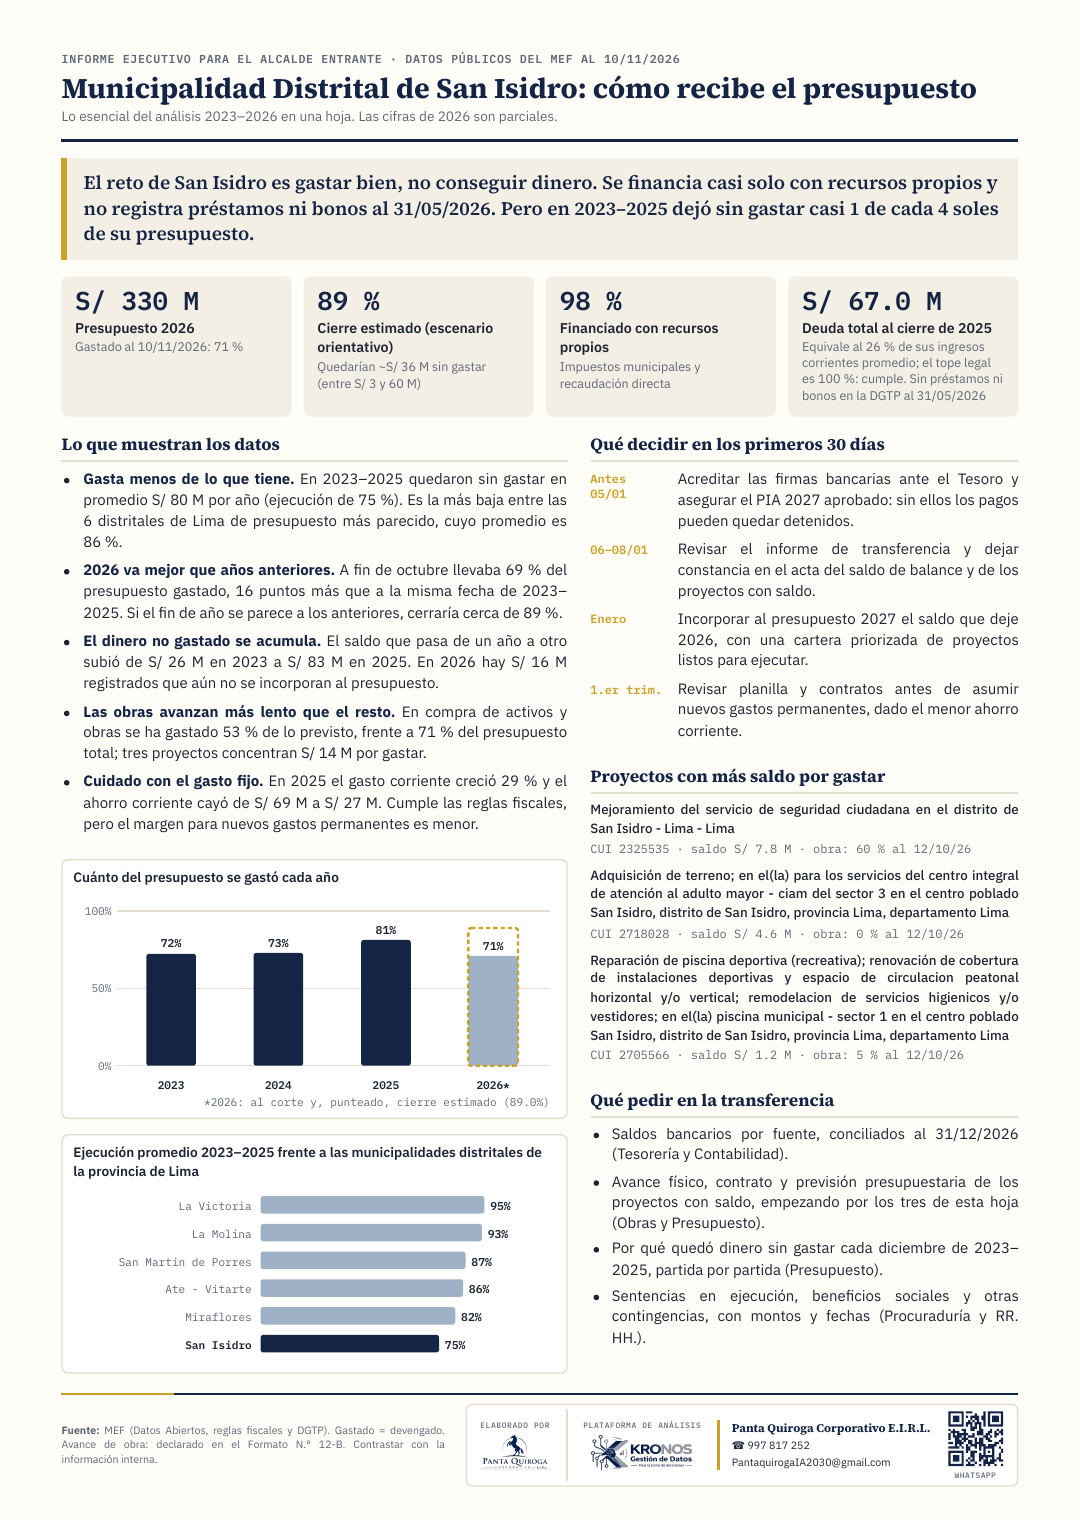 INFORME EJECUTIVO PARA EL ALCALDE ENTRANTE · DATOS PÚBLICOS DEL MEF AL 10/11/2026
Municipalidad Distrital de San Isidro: cómo recibe el presupuesto
Lo esencial del análisis 2023–2026 en una hoja. Las cifras de 2026 son parciales.
El reto de San Isidro es gastar bien, no conseguir dinero. Se financia casi solo con recursos propios y
no registra préstamos ni bonos al 31/05/2026. Pero en 2023–2025 dejó sin gastar casi 1 de cada 4 soles
de su presupuesto.
S/ 330 M
Presupuesto 2026
Gastado al 10/11/2026: 71 %
89 %
Cierre estimado (escenario
orientativo)
Quedarían ~S/ 36 M sin gastar
(entre S/ 3 y 60 M)
98 %
Financiado con recursos
propios
Impuestos municipales y
recaudación directa
S/ 67.0 M
Deuda total al cierre de 2025
Equivale al 26 % de sus ingresos
corrientes promedio; el tope legal
es 100 %: cumple. Sin préstamos ni
bonos en la DGTP al 31/05/2026
Lo que muestran los datos
• Gasta menos de lo que tiene. En 2023–2025 quedaron sin gastar en
promedio S/ 80 M por año (ejecución de 75 %). Es la más baja entre las
6 distritales de Lima de presupuesto más parecido, cuyo promedio es
86 %.
• 2026 va mejor que años anteriores. A fin de octubre llevaba 69 % del
presupuesto gastado, 16 puntos más que a la misma fecha de 2023–
2025. Si el fin de año se parece a los anteriores, cerraría cerca de 89 %.
• El dinero no gastado se acumula. El saldo que pasa de un año a otro
subió de S/ 26 M en 2023 a S/ 83 M en 2025. En 2026 hay S/ 16 M
registrados que aún no se incorporan al presupuesto.
• Las obras avanzan más lento que el resto. En compra de activos y
obras se ha gastado 53 % de lo previsto, frente a 71 % del presupuesto
total; tres proyectos concentran S/ 14 M por gastar.
• Cuidado con el gasto fijo. En 2025 el gasto corriente creció 29 % y el
ahorro corriente cayó de S/ 69 M a S/ 27 M. Cumple las reglas fiscales,
pero el margen para nuevos gastos permanentes es menor.
Cuánto del presupuesto se gastó cada año
100%
50%
0%
72%
73%
81%
71%
2023
2024
2025
2026*
*2026: al corte y, punteado, cierre estimado (89.0%)
Ejecución promedio 2023–2025 frente a las municipalidades distritales de
la provincia de Lima
La Victoria 95%
La Molina 93%
San Martín de Porres 87%
Ate - Vitarte 86%
Miraflores 82%
San Isidro 75%
Qué decidir en los primeros 30 días
Antes
05/01
Acreditar las firmas bancarias ante el Tesoro y
asegurar el PIA 2027 aprobado: sin ellos los pagos
pueden quedar detenidos.
06–08/01
Revisar el informe de transferencia y dejar
constancia en el acta del saldo de balance y de los
proyectos con saldo.
Enero
Incorporar al presupuesto 2027 el saldo que deje
2026, con una cartera priorizada de proyectos
listos para ejecutar.
1.er trim.
Revisar planilla y contratos antes de asumir
nuevos gastos permanentes, dado el menor ahorro
corriente.
Proyectos con más saldo por gastar
Mejoramiento del servicio de seguridad ciudadana en el distrito de
San Isidro - Lima - Lima
CUI 2325535 · saldo S/ 7.8 M · obra: 60 % al 12/10/26
Adquisición de terreno; en el(la) para los servicios del centro integral
de atención al adulto mayor - ciam del sector 3 en el centro poblado
San Isidro, distrito de San Isidro, provincia Lima, departamento Lima
CUI 2718028 · saldo S/ 4.6 M · obra: 0 % al 12/10/26
Reparación de piscina deportiva (recreativa); renovación de cobertura
de instalaciones deportivas y espacio de circulacion peatonal
horizontal y/o vertical; remodelacion de servicios higienicos y/o
vestidores; en el(la) piscina municipal - sector 1 en el centro poblado
San Isidro, distrito de San Isidro, provincia Lima, departamento Lima
CUI 2705566 · saldo S/ 1.2 M · obra: 5 % al 12/10/26
Qué pedir en la transferencia
• Saldos bancarios por fuente, conciliados al 31/12/2026
(Tesorería y Contabilidad).
• Avance físico, contrato y previsión presupuestaria de los
proyectos con saldo, empezando por los tres de esta hoja
(Obras y Presupuesto).
• Por qué quedó dinero sin gastar cada diciembre de 2023–
2025, partida por partida (Presupuesto).
• Sentencias en ejecución, beneficios sociales y otras
contingencias, con montos y fechas (Procuraduría y RR.
HH.).
Fuente: MEF (Datos Abiertos, reglas fiscales y DGTP). Gastado = devengado.
Avance de obra: declarado en el Formato N.° 12-B. Contrastar con la
información interna.
ELABORADO POR
PANTA QUIROGA
PLATAFORMA DE ANÁLISIS
KRONOS
Gestión de Datos
Para la toma de decisiones
Panta Quiroga Corporativo E.I.R.L.
☎ 997 817 252
PantaquirogaIA2030@gmail.com
WHATSAPP